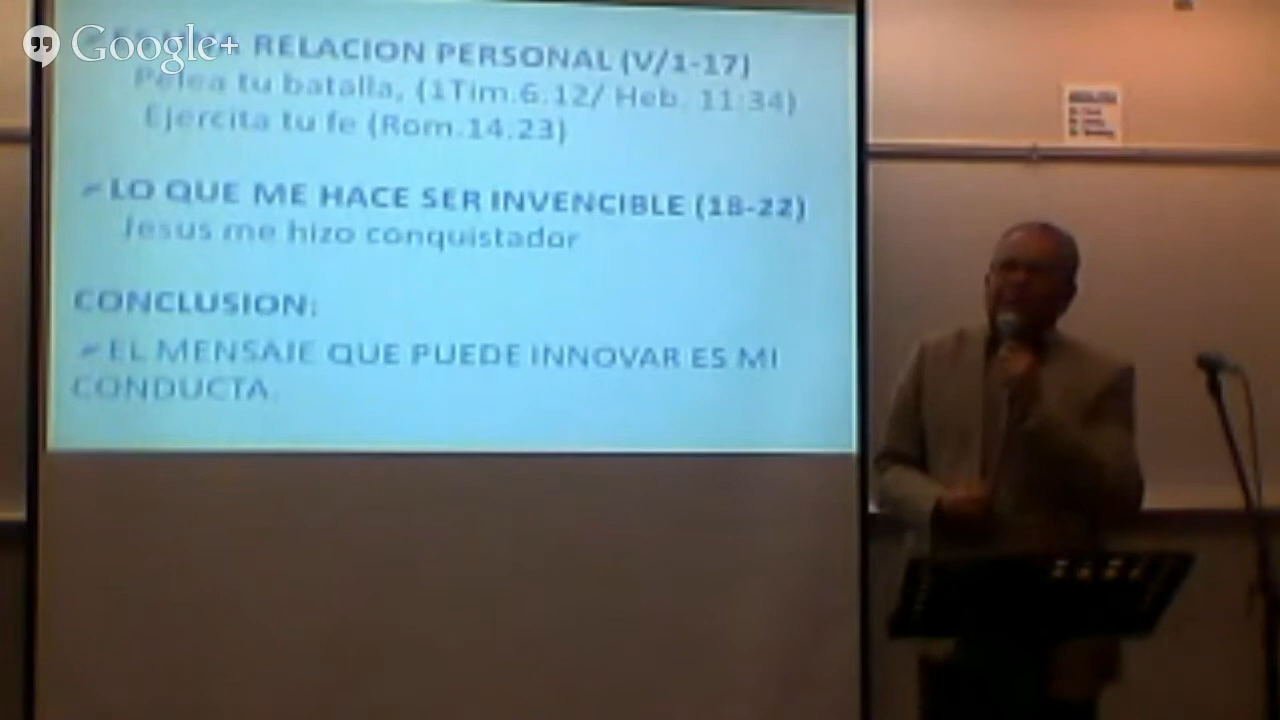 Google+
RELACION PERSONAL (V/1-17)
Pelea tu batalla, (1Tim.6.12/ Heb. 11:34)
Ejercita tu fe (Rom.14.23)
LO QUE ME HACE SER INVENCIBLE (18-22)
Jesus me hizo conquistador
CONCLUSION:
EL MENSAJE QUE PUEDE INNOVAR ES MI
CONDUCTA.